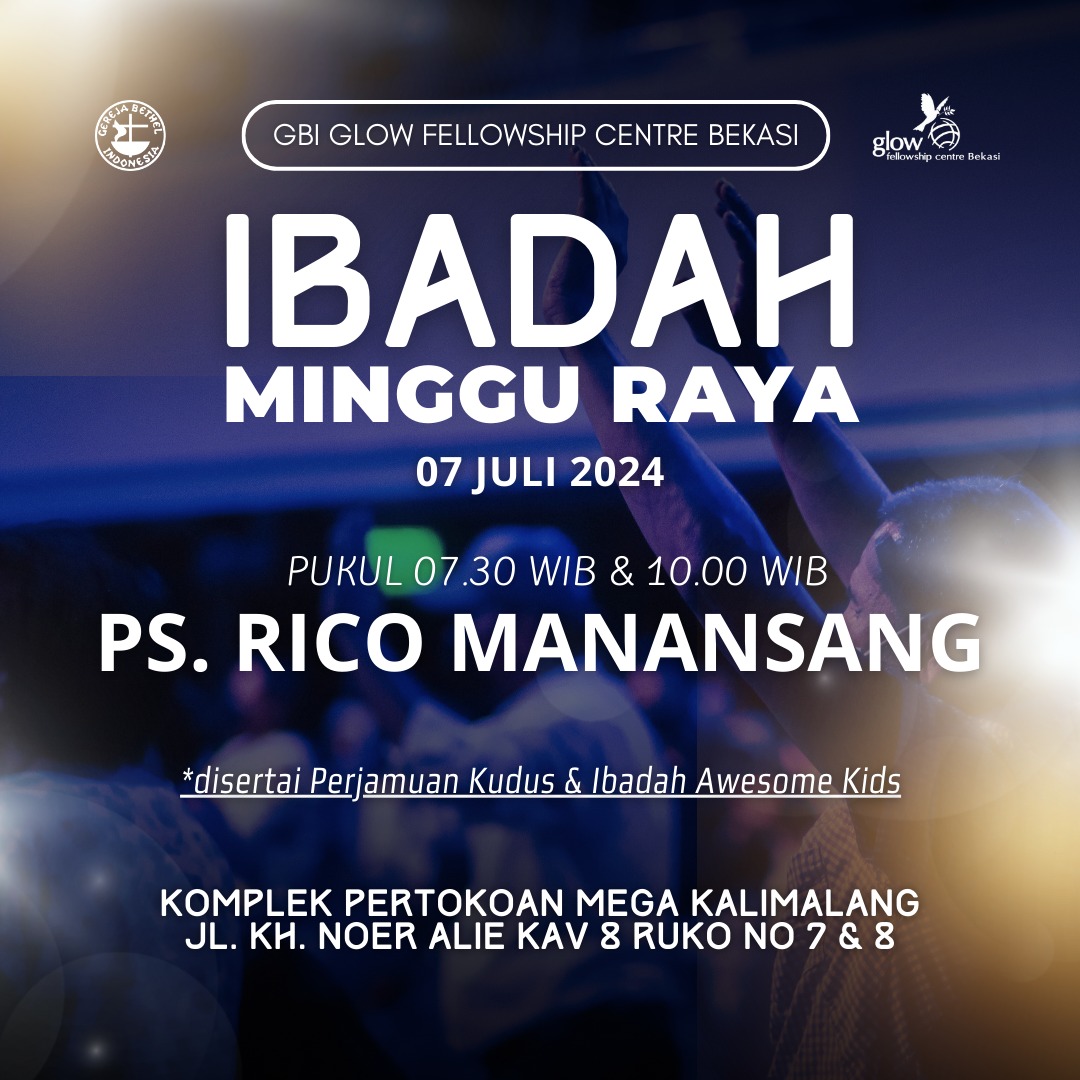 GEREJA BETHEL
INDONESIA
GBI GLOW FELLOWSHIP CENTRE BEKASI
glow
fellowship centre Bekasi
IBADAH
MINGGU RAYA
07 JULI 2024
PUKUL 07.30 WIB & 10.00 WIB
PS. RICO MANANSANG
*disertai Perjamuan Kudus & Ibadah Awesome Kids
KOMPLEK PERTOKOAN MEGA KALIMALANG
JL. KH. NOER ALIE KAV 8 RUKO NO 7 & 8